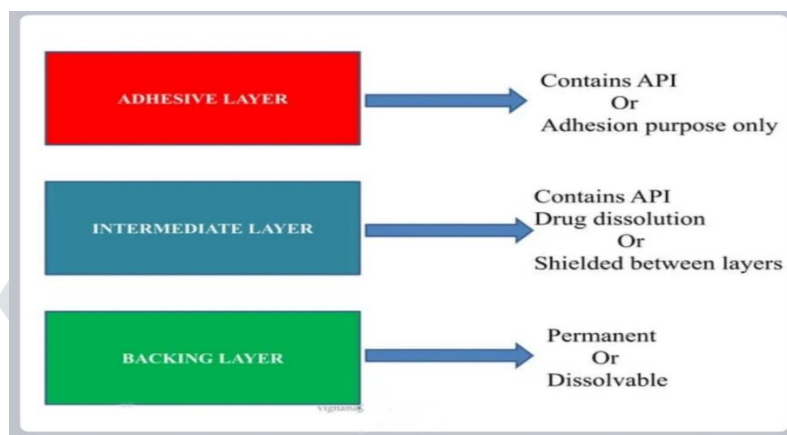 ADHESIVE LAYER
Contains API
Or
Adhesion purpose only
INTERMEDIATE LAYER
Contains API
Drug dissolution
Or
Shielded between layers
BACKING LAYER
Permanent
Or
Dissolvable